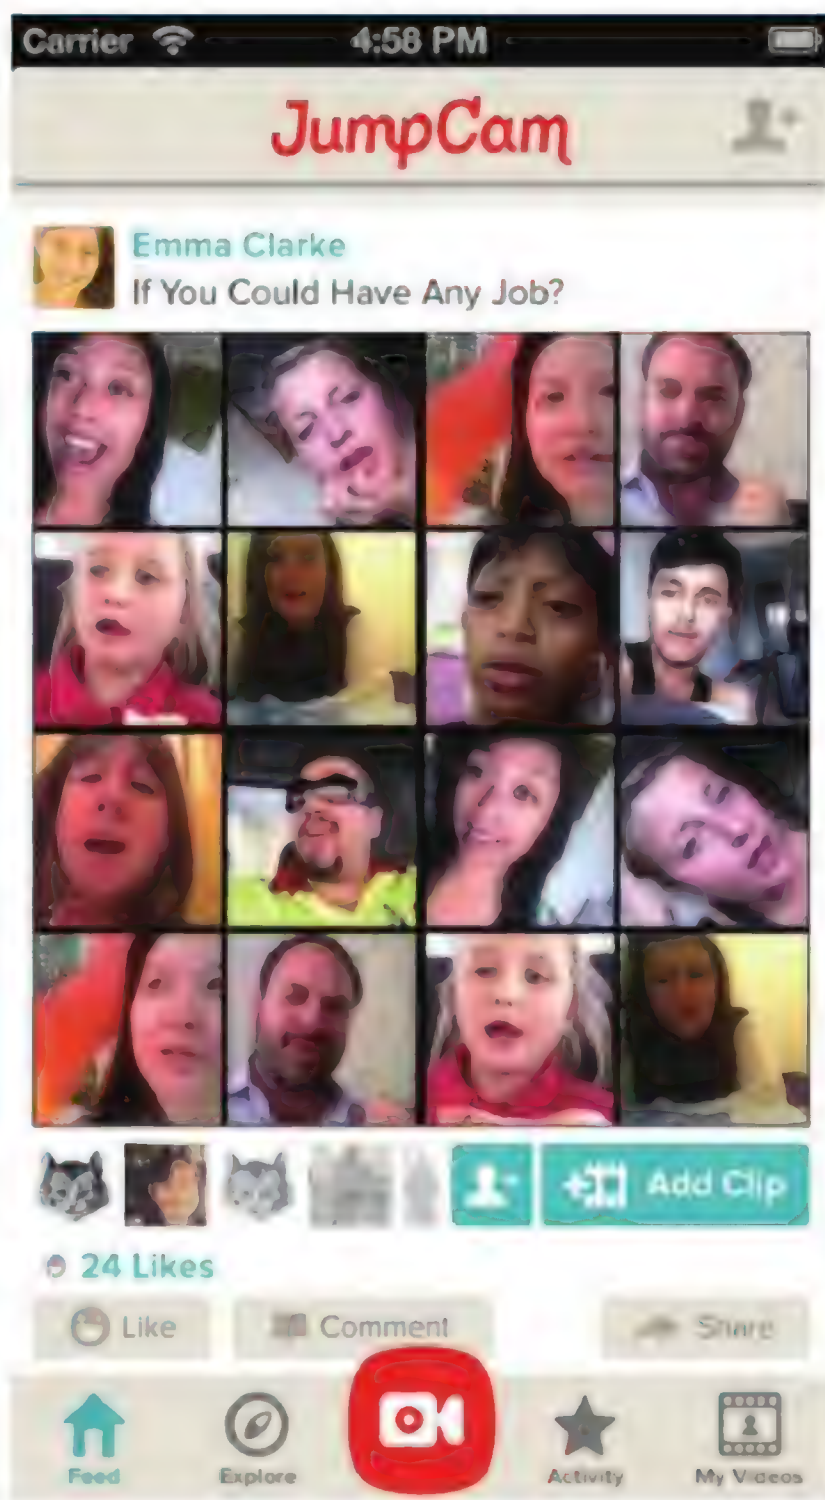 Carrier 4:58 PM
JumpCam
Emma Clarke
If You Could Have Any Job?
Add Clip
24 Likes
Like Comment Share
Feed Explore Activity My Videos